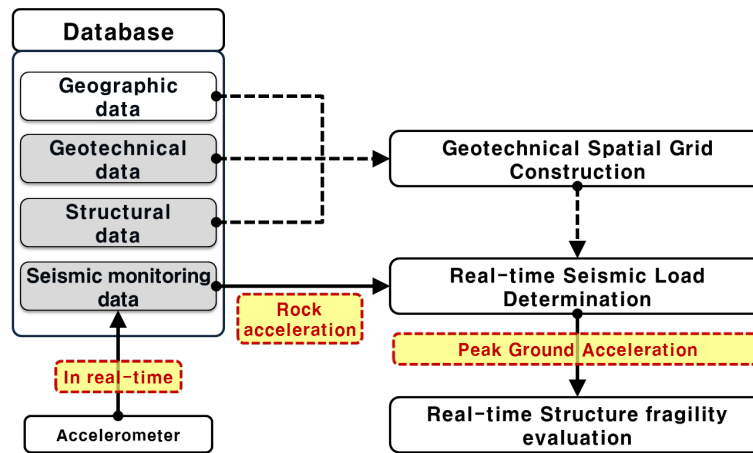 Database
Geographic
data
Geotechnical
data
Structural
data
Seismic monitoring
data
In real-time
Accelerometer
Rock
acceleration
Geotechnical Spatial Grid
Construction
Real-time Seismic Load
Determination
Peak Ground Acceleration
Real-time Structure fragility
evaluation